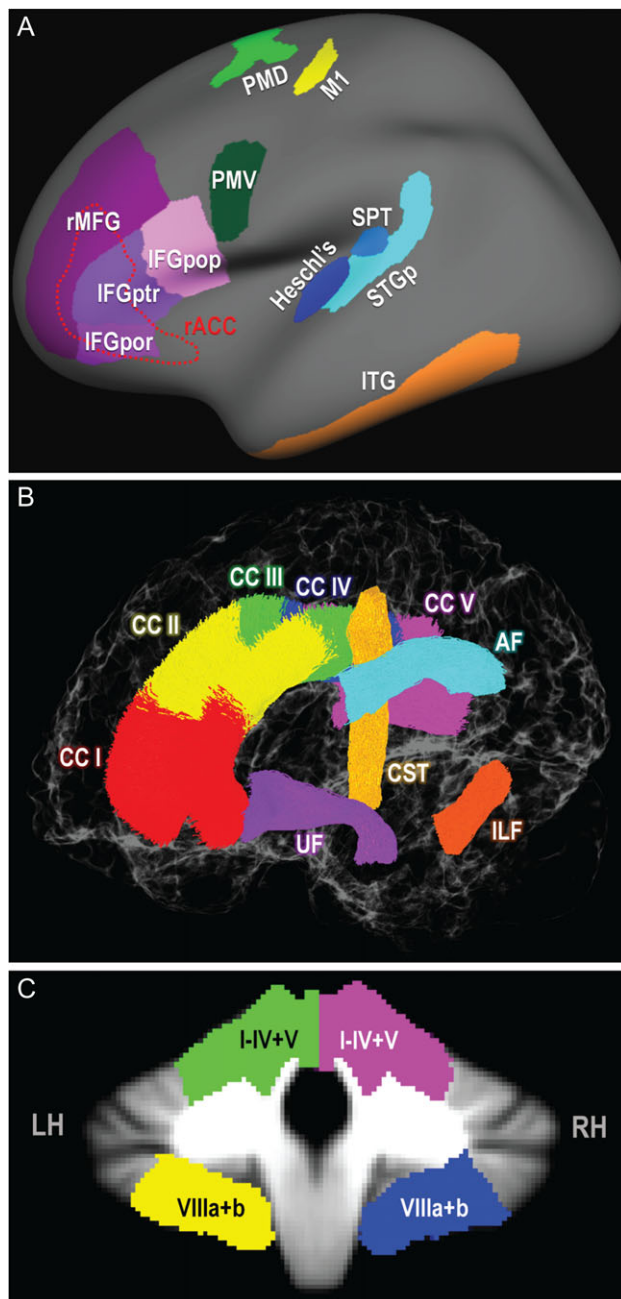 A
PMD
M1
PMV
rMFG
IFGpop
SPT
Heschl's
STGp
IFGptr
rACC
IFGpor
ITG
B
CC III
CC IV
CC V
CC II
AF
CC I
CST
UF
ILF
C
I-IV+V
I-IV+V
LH
RH
VIIIa+b
VIIIa+b